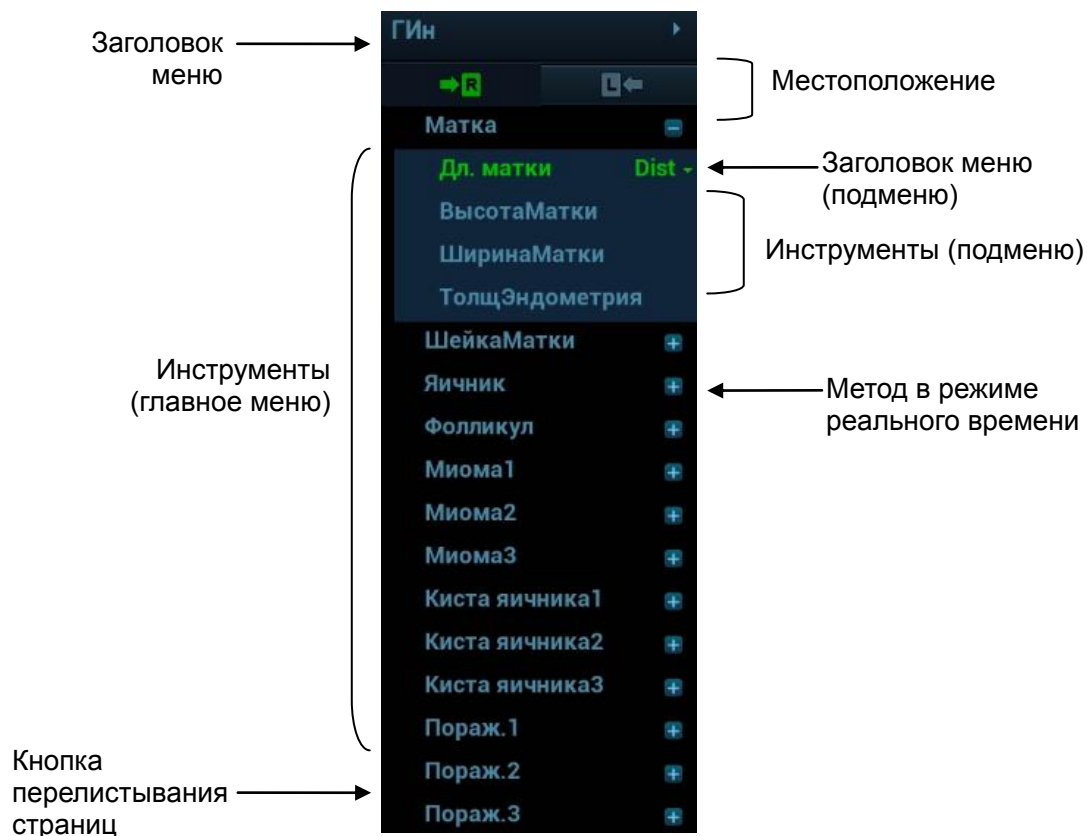 ГИн
Заголовок
меню
R
L
Местоположение
Матка
Дл. матки Dist
Заголовок меню
(подменю)
ВысотаМатки
ШиринаМатки
ТолщЭндометрия
Инструменты (подменю)
ШейкаМатки
Инструменты
(главное меню)
Яичник
Метод в режиме
реального времени
Фолликул
Миома1
Миома2
Миома3
Киста яичника1
Киста яичника2
Киста яичника3
Пораж.1
Пораж.2
Пораж.3
Кнопка
перелистывания
страниц